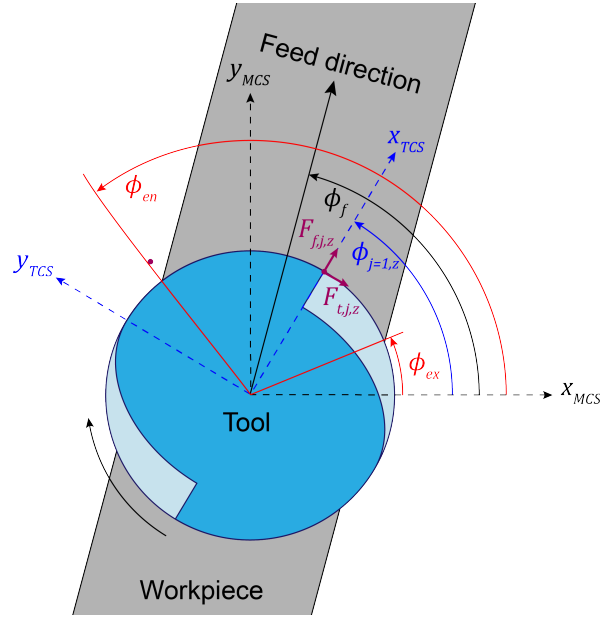 Feed direction
y_MCS
x_TCS
ϕ_en
ϕ_f
F_f,j,z
ϕ_j=1,z
y_TCS
F_t,j,z
ϕ_ex
x_MCS
Tool
Workpiece